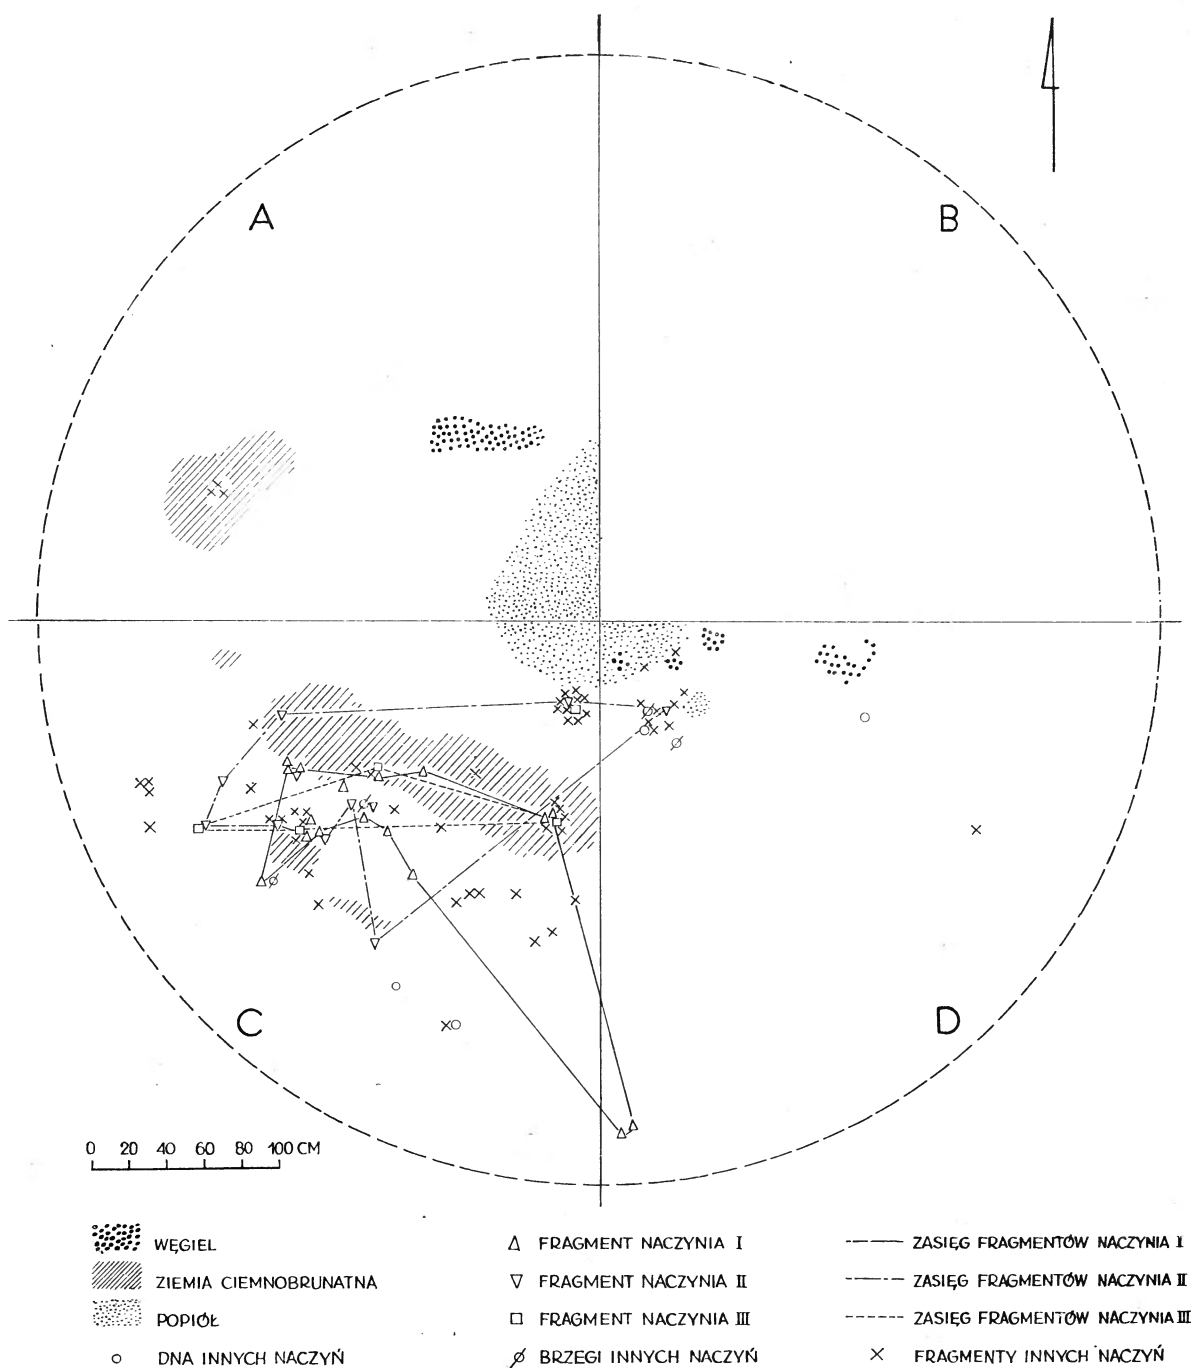 A
B
C
D
0 20 40 60 80 100 CM
WĘGIEL
ZIEMIA CIEMNOBRUNATNA
POPIÓŁ
DNA INNYCH NACZYŃ
FRAGMENT NACZYNIA I
FRAGMENT NACZYNIA II
FRAGMENT NACZYNIA III
BRZEGI INNYCH NACZYŃ
ZASIĘG FRAGMENTÓW NACZYNIA I
ZASIĘG FRAGMENTÓW NACZYNIA II
ZASIĘG FRAGMENTÓW NACZYNIA III
FRAGMENTY INNYCH NACZYŃ